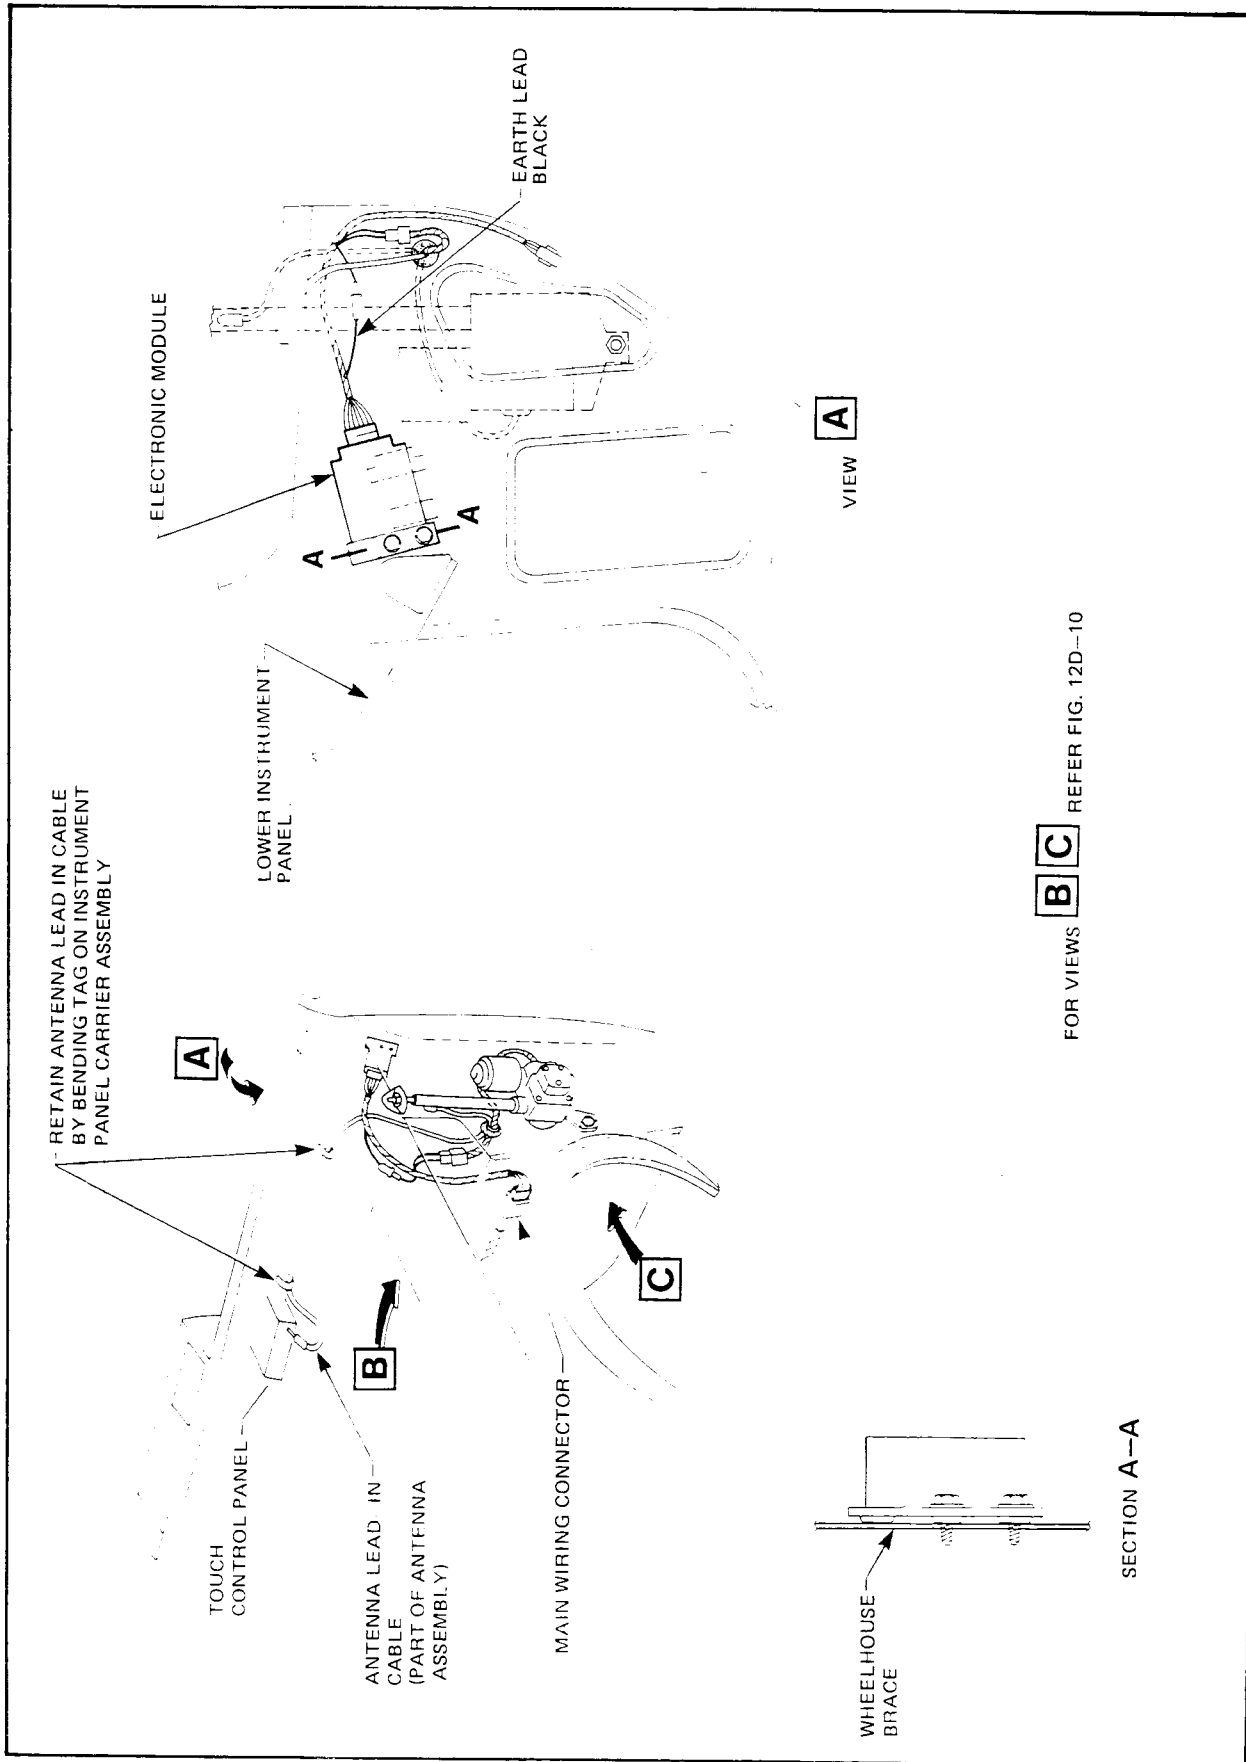 RETAIN ANTENNA LEAD IN CABLE
BY BENDING TAG ON INSTRUMENT
PANEL CARRIER ASSEMBLY
A
TOUCH
CONTROL PANEL
ANTENNA LEAD IN
CABLE
(PART OF ANTENNA
ASSEMBLY)
B
MAIN WIRING CONNECTOR
C
LOWER INSTRUMENT
PANEL
ELECTRONIC MODULE
EARTH LEAD
BLACK
A
A
VIEW A
WHEELHOUSE
BRACE
SECTION A–A
FOR VIEWS B C REFER FIG. 12D–10